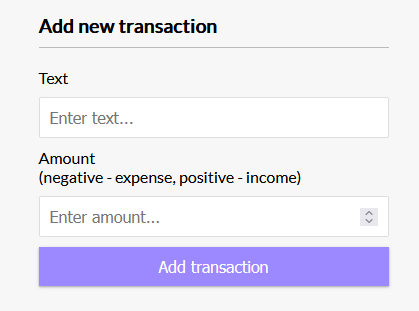 Add new transaction
Text
Enter text...
Amount
(negative - expense, positive - income)
Enter amount...
Add transaction